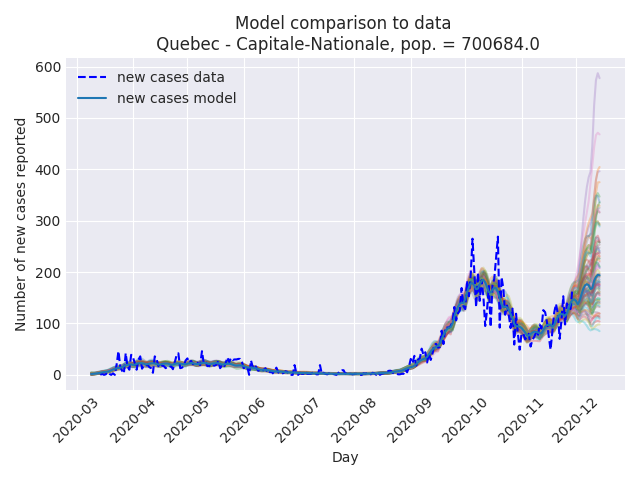 Model comparison to data
Quebec - Capitale-Nationale, pop. = 700684.0
new cases data
new cases model
Number of new cases reported
600
500
400
300
200
100
0
2020-03
2020-04
2020-05
2020-06
2020-07
2020-08
2020-09
2020-10
2020-11
2020-12
Day